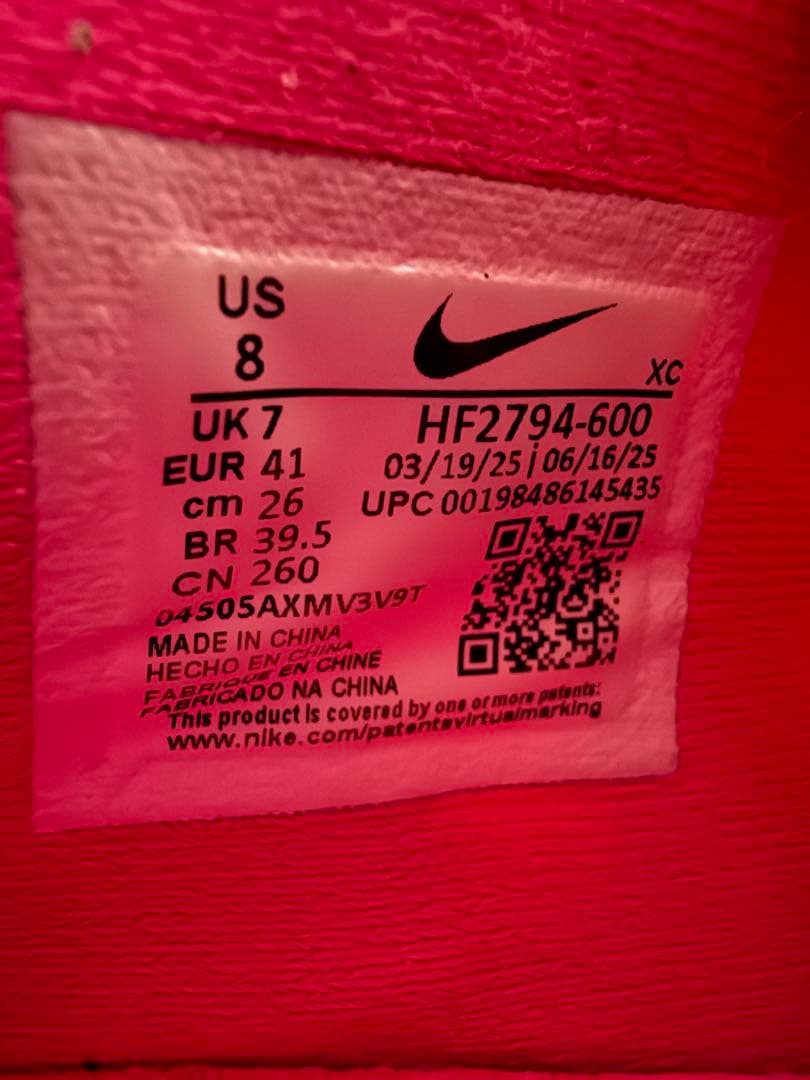 US
8
XC
UK 7
HF2794-600
EUR 41
03/19/25 | 06/16/25
cm 26
UPC 00198486145435
BR 39.5
CN 260
04505AXMV3V9T
MADE IN CHINA
HECHO EN CHINA
FABRIQUE EN CHINE
FABRICADO NA CHINA
This product is covered by one or more patents:
www.nike.com/patentsvirtualmarking